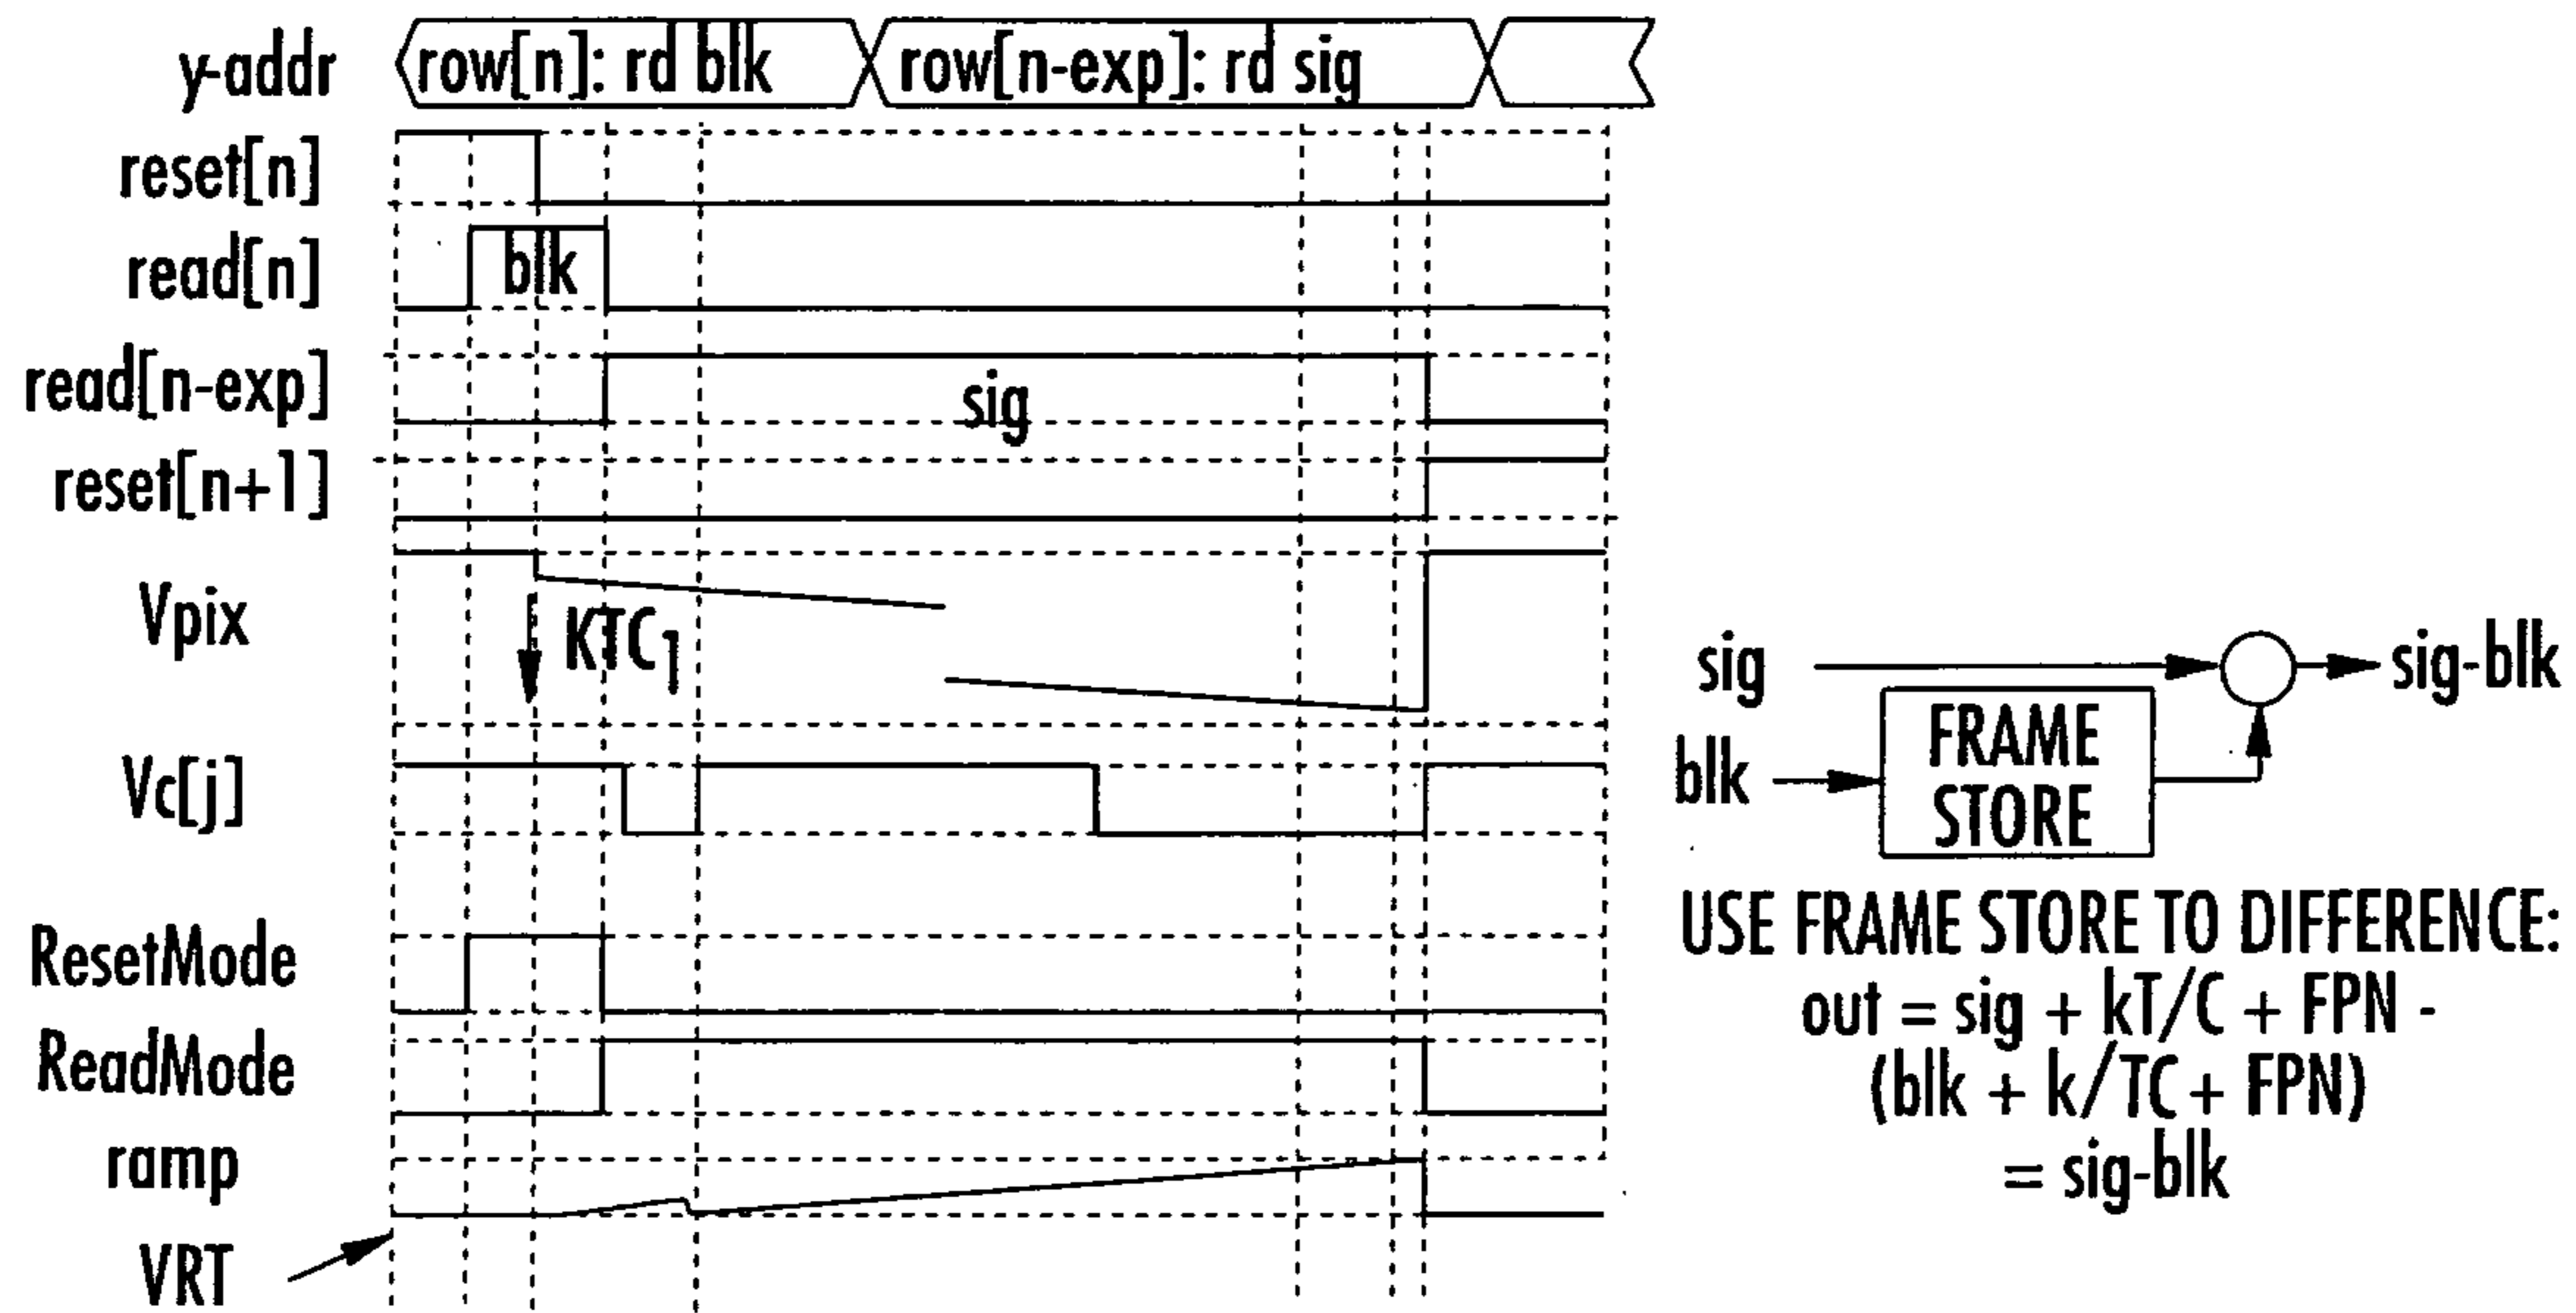 y-addr
row[n]: rd blk
row[n-exp]: rd sig
reset[n]
read[n]
blk
read[n-exp]
sig
reset[n+1]
Vpix
KTC1
Vc[j]
ResetMode
ReadMode
ramp
VRT
sig
sig-blk
blk
FRAME
STORE
USE FRAME STORE TO DIFFERENCE:
out = sig + kT/C + FPN -
(blk + k/TC + FPN)
= sig-blk